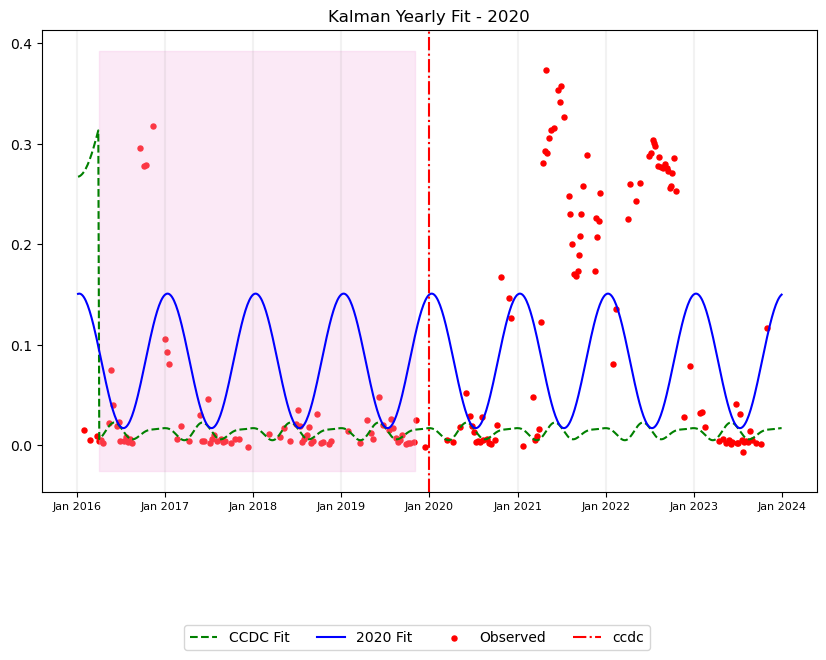 Kalman Yearly Fit - 2020
0.4
0.3
0.2
0.1
0.0
Jan 2016 Jan 2017 Jan 2018 Jan 2019 Jan 2020 Jan 2021 Jan 2022 Jan 2023 Jan 2024
CCDC Fit 2020 Fit Observed ccdc